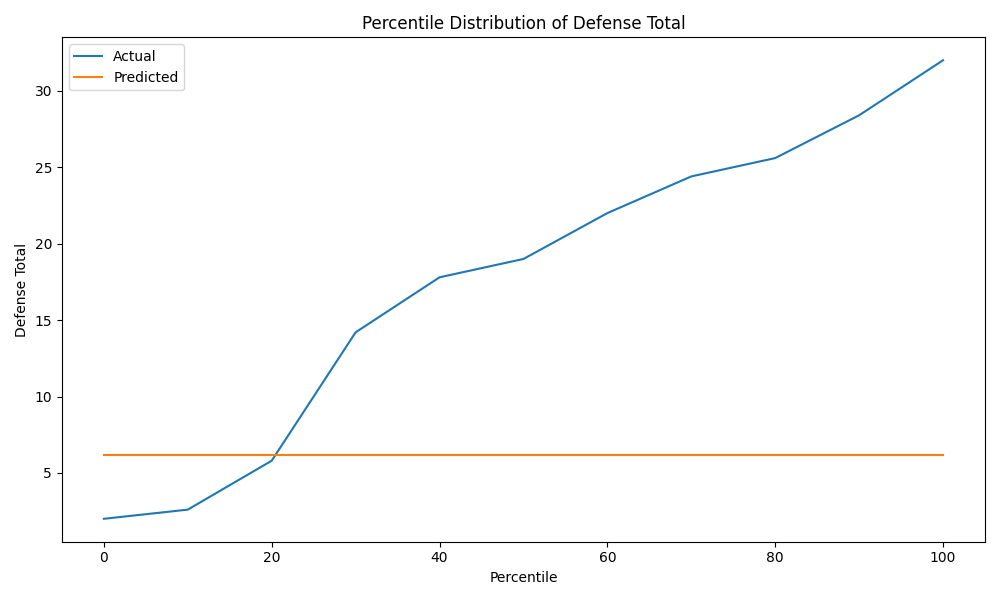 Percentile Distribution of Defense Total
Actual
Predicted
Defense Total
30
25
20
15
10
5
0 20 40 60 80 100
Percentile